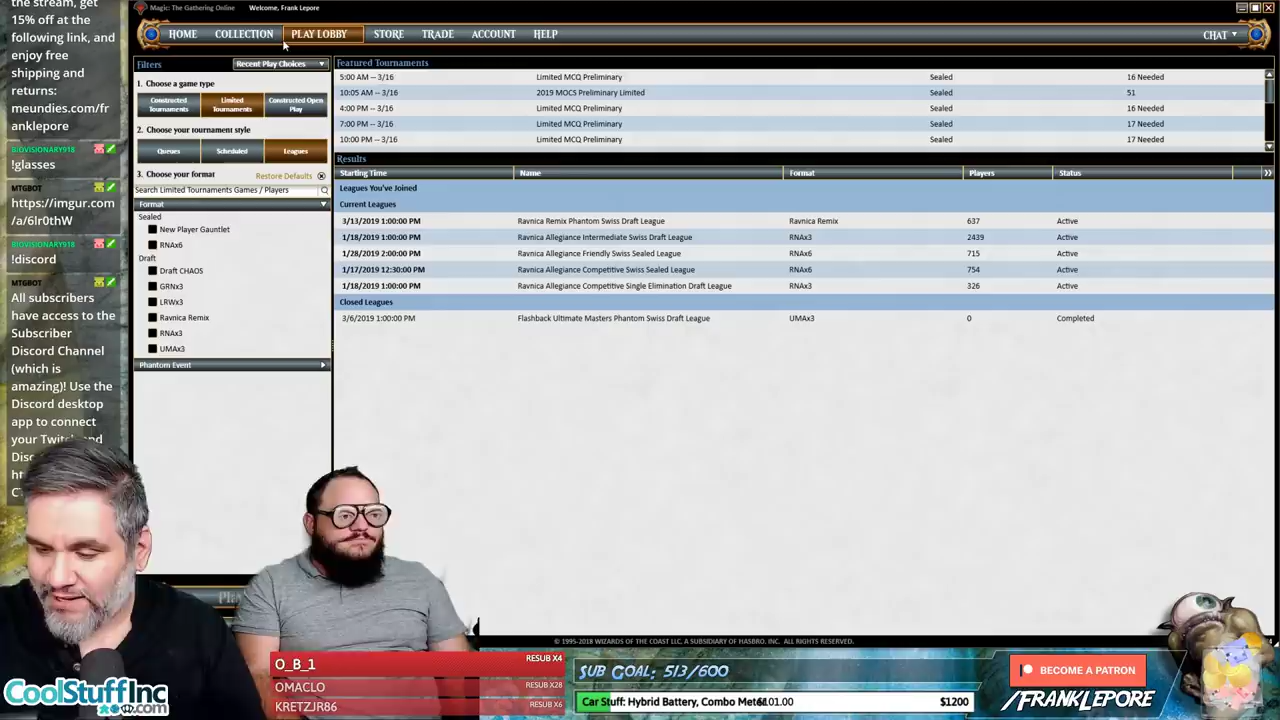 Magic: The Gathering Online
Welcome, Frank Lepore
HOME
COLLECTION
PLAY LOBBY
STORE
TRADE
ACCOUNT
HELP
CHAT
the stream, get
15% off at the
following link, and
enjoy free
shipping and
returns:
meundies.com/fr
anklepore
BIOVISIONARY918
!glasses
MTGBOT
https://imgur.com
/a/6lr0thW
BIOVISIONARY918
!discord
MTGBOT
All subscribers
have access to the
Subscriber
Discord Channel
(which is
amazing)! Use the
Discord desktop
app to connect
your Twitch and
Filters
Recent Play Choices
1. Choose a game type
Constructed Tournaments
Limited Tournaments
Constructed Open Play
2. Choose your tournament style
Queues
Scheduled
Leagues
3. Choose your format
Restore Defaults
Search Limited Tournaments Games / Players
Format
Sealed
New Player Gauntlet
RNAx6
Draft
Draft CHAOS
GRNx3
LRWx3
Ravnica Remix
RNAx3
UMAx3
Phantom Event
Featured Tournaments
5:00 AM -- 3/16 Limited MCQ Preliminary Sealed 16 Needed
10:05 AM -- 3/16 2019 MOCS Preliminary Limited Sealed 51
4:00 PM -- 3/16 Limited MCQ Preliminary Sealed 16 Needed
7:00 PM -- 3/16 Limited MCQ Preliminary Sealed 17 Needed
10:00 PM -- 3/16 Limited MCQ Preliminary Sealed 17 Needed
Results
Starting Time Name Format Players Status
Leagues You've Joined
Current Leagues
3/13/2019 1:00:00 PM Ravnica Remix Phantom Swiss Draft League Ravnica Remix 637 Active
1/18/2019 1:00:00 PM Ravnica Allegiance Intermediate Swiss Draft League RNAx3 2439 Active
1/28/2019 2:00:00 PM Ravnica Allegiance Friendly Swiss Sealed League RNAx6 715 Active
1/17/2019 12:30:00 PM Ravnica Allegiance Competitive Swiss Sealed League RNAx6 754 Active
1/18/2019 1:00:00 PM Ravnica Allegiance Competitive Single Elimination Draft League RNAx3 326 Active
Closed Leagues
3/6/2019 1:00:00 PM Flashback Ultimate Masters Phantom Swiss Draft League UMAx3 0 Completed
© 1995-2018 WIZARDS OF THE COAST LLC, A SUBSIDIARY OF HASBRO, INC. ALL RIGHTS RESERVED.
O_B_1 RESUB X4
OMACLO RESUB X28
KRETZJR86 RESUB X6
SUB GOAL: 513/600
Car Stuff: Hybrid Battery, Combo Meter $101.00 $1200
BECOME A PATRON
/FRANKLEPORE
CoolStuffInc
.com